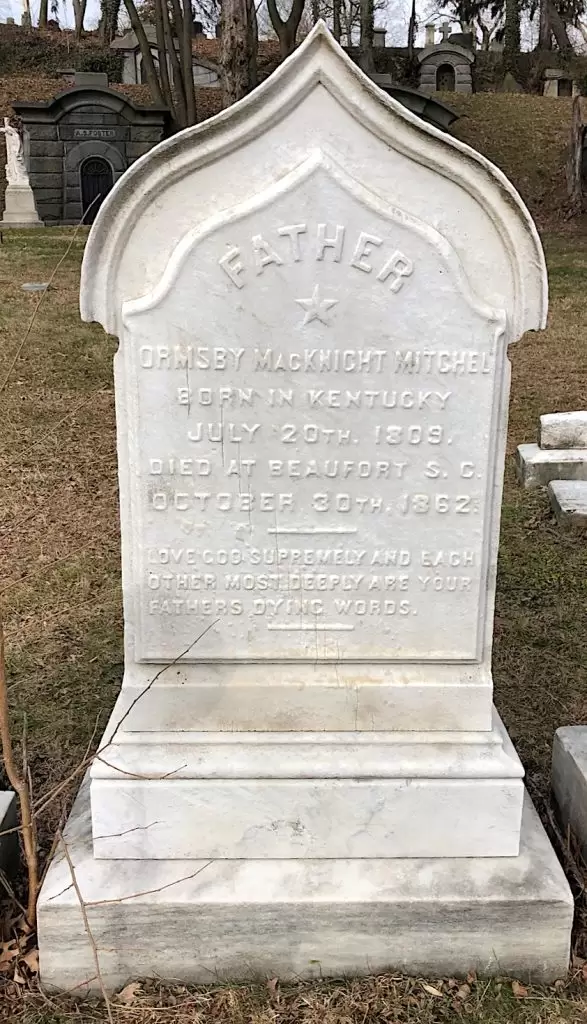 FATHER
ORMSBY MACKNIGHT MITCHEL
BORN IN KENTUCKY
JULY 20TH. 1809.
DIED AT BEAUFORT S. C.
OCTOBER 30TH. 1862.
LOVE GOD SUPREMELY AND EACH
OTHER MOST DEEPLY ARE YOUR
FATHERS DYING WORDS.